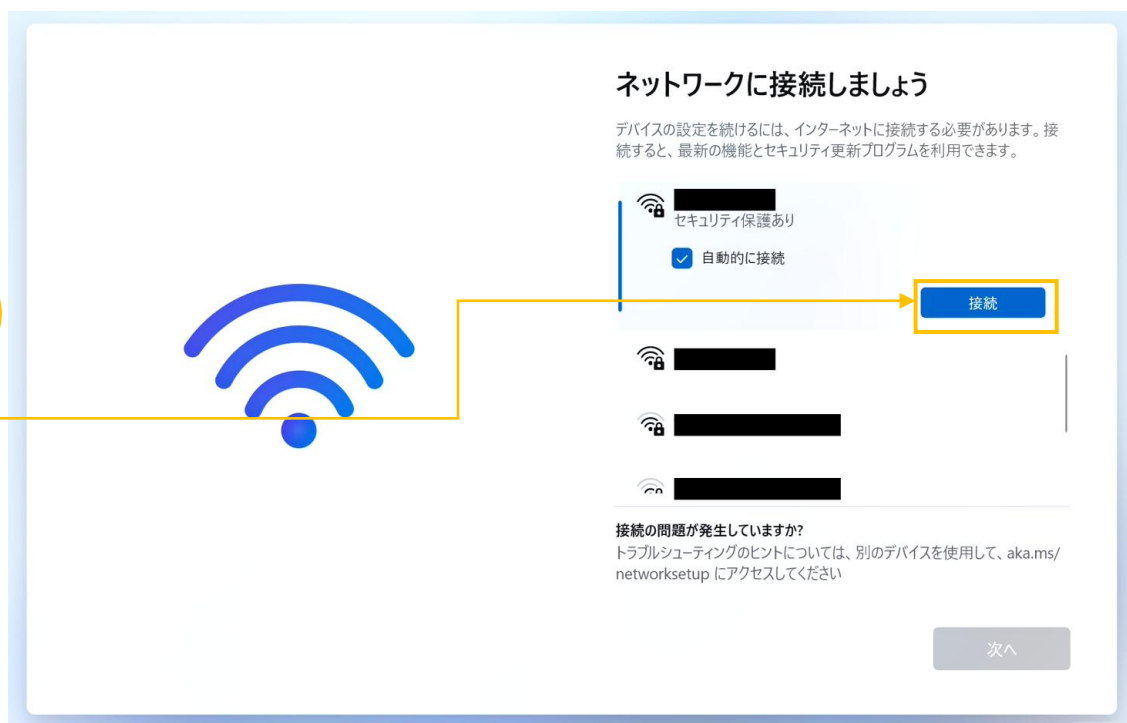 ネットワークに接続しましょう
デバイスの設定を続けるには、インターネットに接続する必要があります。接
続すると、最新の機能とセキュリティ更新プログラムを利用できます。
セキュリティ保護あり
自動的に接続
接続
接続の問題が発生していますか?
トラブルシューティングのヒントについては、別のデバイスを使用して、aka.ms/
networksetup にアクセスしてください
次へ